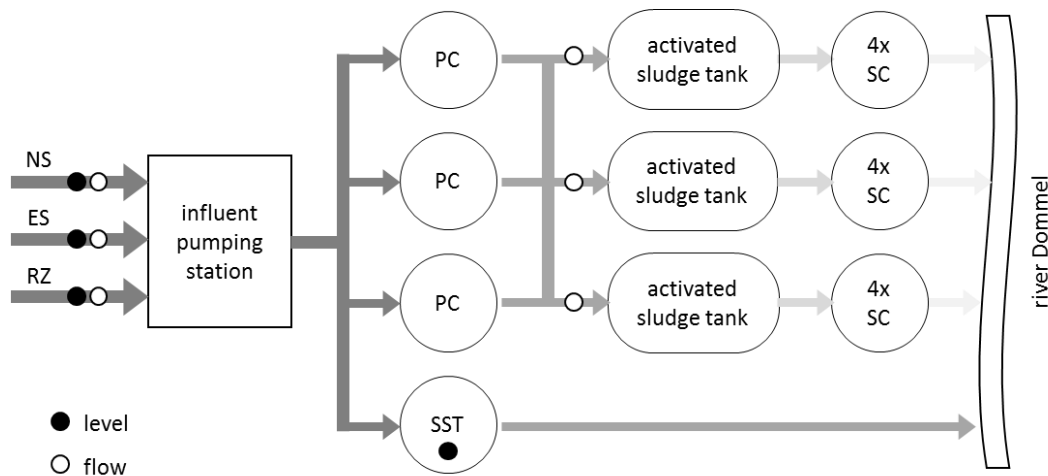 NS
ES
RZ
influent
pumping
station
PC
activated
sludge tank
4x
SC
PC
activated
sludge tank
4x
SC
PC
activated
sludge tank
4x
SC
SST
river Dommel
level
flow